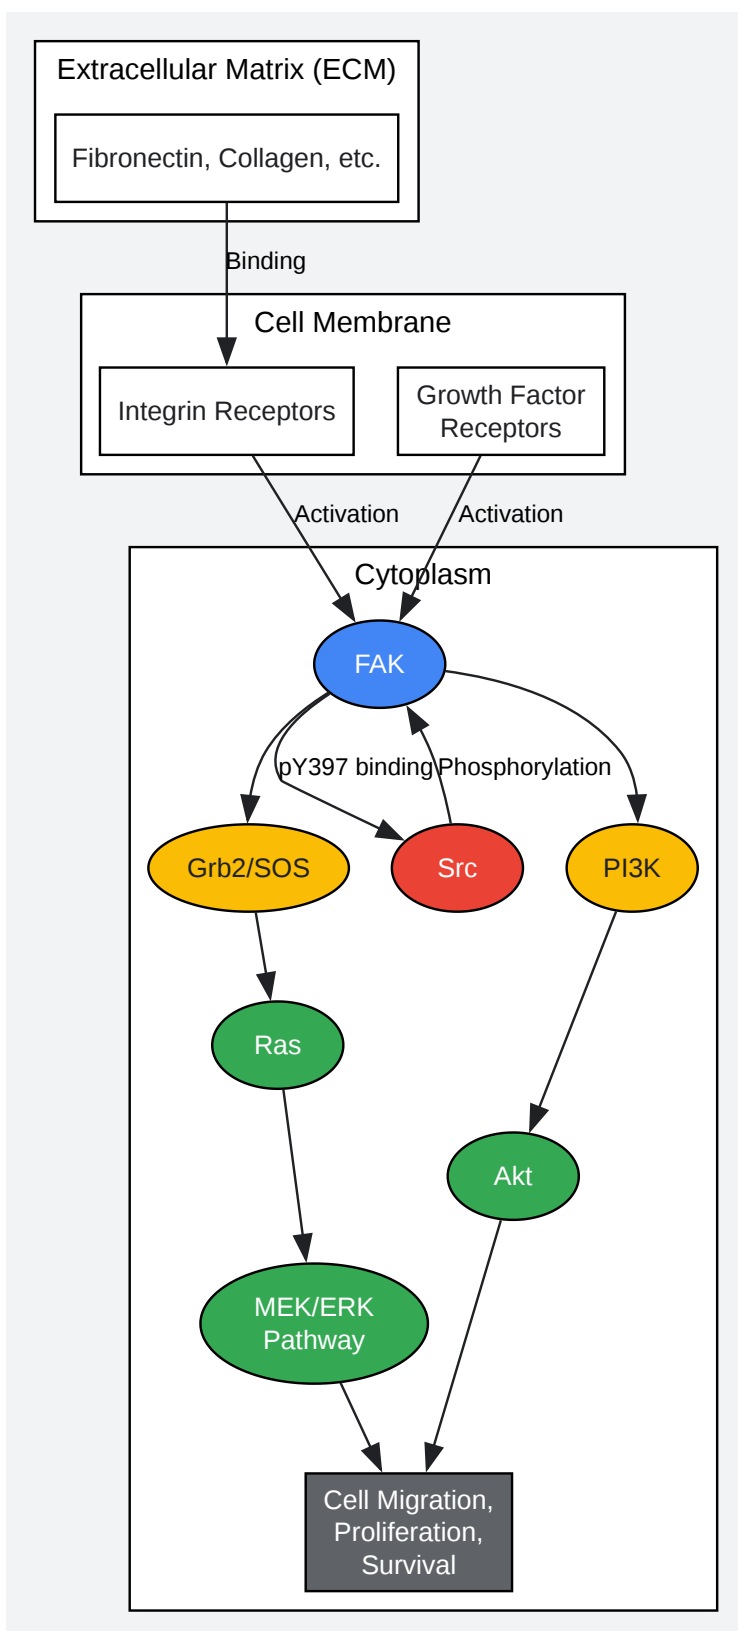 Extracellular Matrix (ECM)
Fibronectin, Collagen, etc.
Binding
Cell Membrane
Integrin Receptors
Growth Factor
Receptors
Activation
Activation
Cytoplasm
FAK
pY397 binding
Phosphorylation
Grb2/SOS
Src
PI3K
Ras
Akt
MEK/ERK
Pathway
Cell Migration,
Proliferation,
Survival